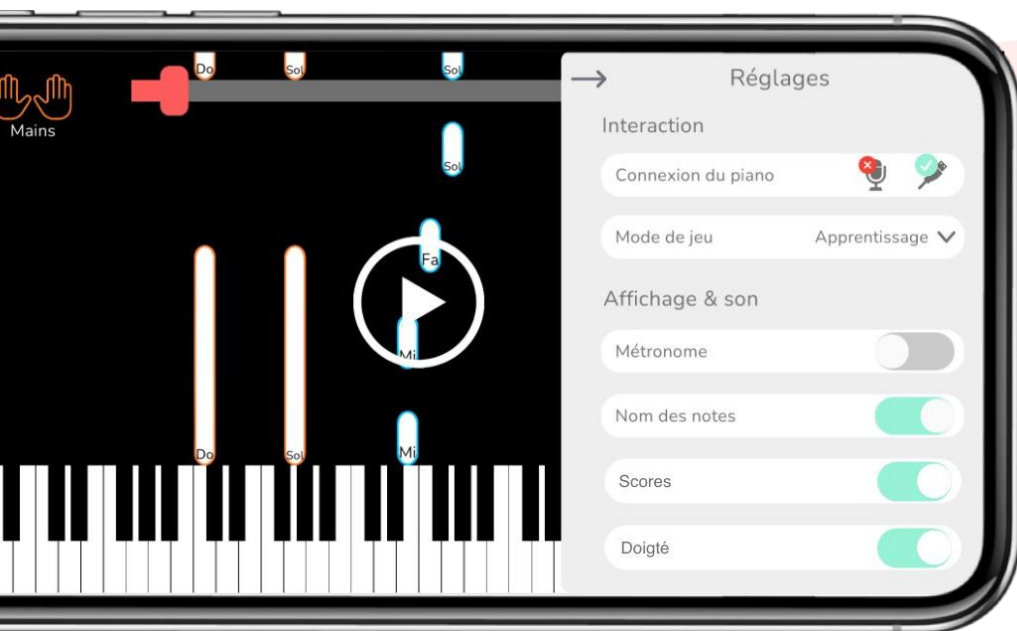 Mains
Do
Sol
Sol
Sol
Fa
Mi
Do
Sol
Mi
Réglages
Interaction
Connexion du piano
Mode de jeu Apprentissage
Affichage & son
Métronome
Nom des notes
Scores
Doigté